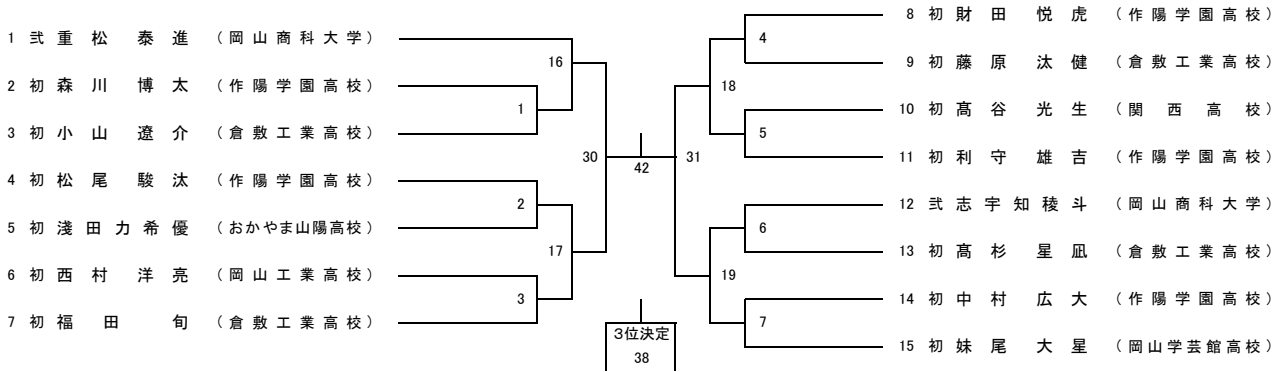 1 弐 重松 泰進 (岡山商科大学)
2 初 森川 博太 (作陽学園高校)
3 初 小山 遼介 (倉敷工業高校)
4 初 松尾 駿汰 (作陽学園高校)
5 初 淺田力希優 (おかやま山陽高校)
6 初 西村 洋亮 (岡山工業高校)
7 初 福田 旬 (倉敷工業高校)
16
1
2
17
3
30
42
31
3位決定
38
18
4
5
19
6
7
8 初 財田 悦虎 (作陽学園高校)
9 初 藤原 汰健 (倉敷工業高校)
10 初 髙谷 光生 (関西高校)
11 初 利守 雄吉 (作陽学園高校)
12 弐 志宇知稜斗 (岡山商科大学)
13 初 髙杉 星凪 (倉敷工業高校)
14 初 中村 広大 (作陽学園高校)
15 初 妹尾 大星 (岡山学芸館高校)